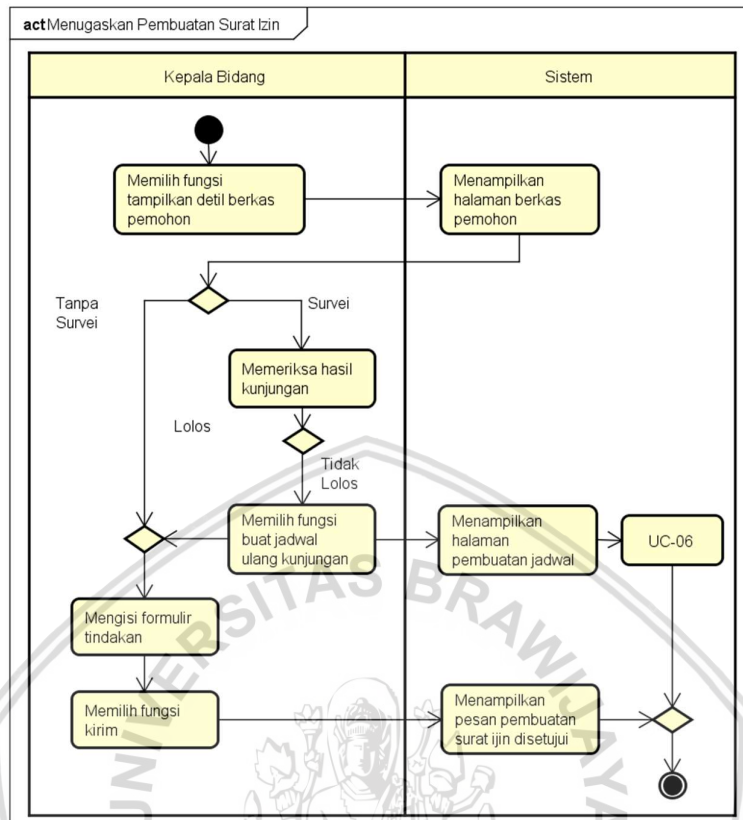 act Menugaskan Pembuatan Surat Izin
Kepala Bidang
Sistem
Memilih fungsi
tampilkan detil berkas
pemohon
Menampilkan
halaman berkas
pemohon
Tanpa
Survei
Survei
Memeriksa hasil
kunjungan
Lolos
Tidak
Lolos
Memilih fungsi
buat jadwal
ulang kunjungan
Menampilkan
halaman
pembuatan jadwal
UC-06
Mengisi formulir
tindakan
Memilih fungsi
kirim
Menampilkan
pesan pembuatan
surat ijin disetujui
UNIVERSITAS BRAWIJAYA